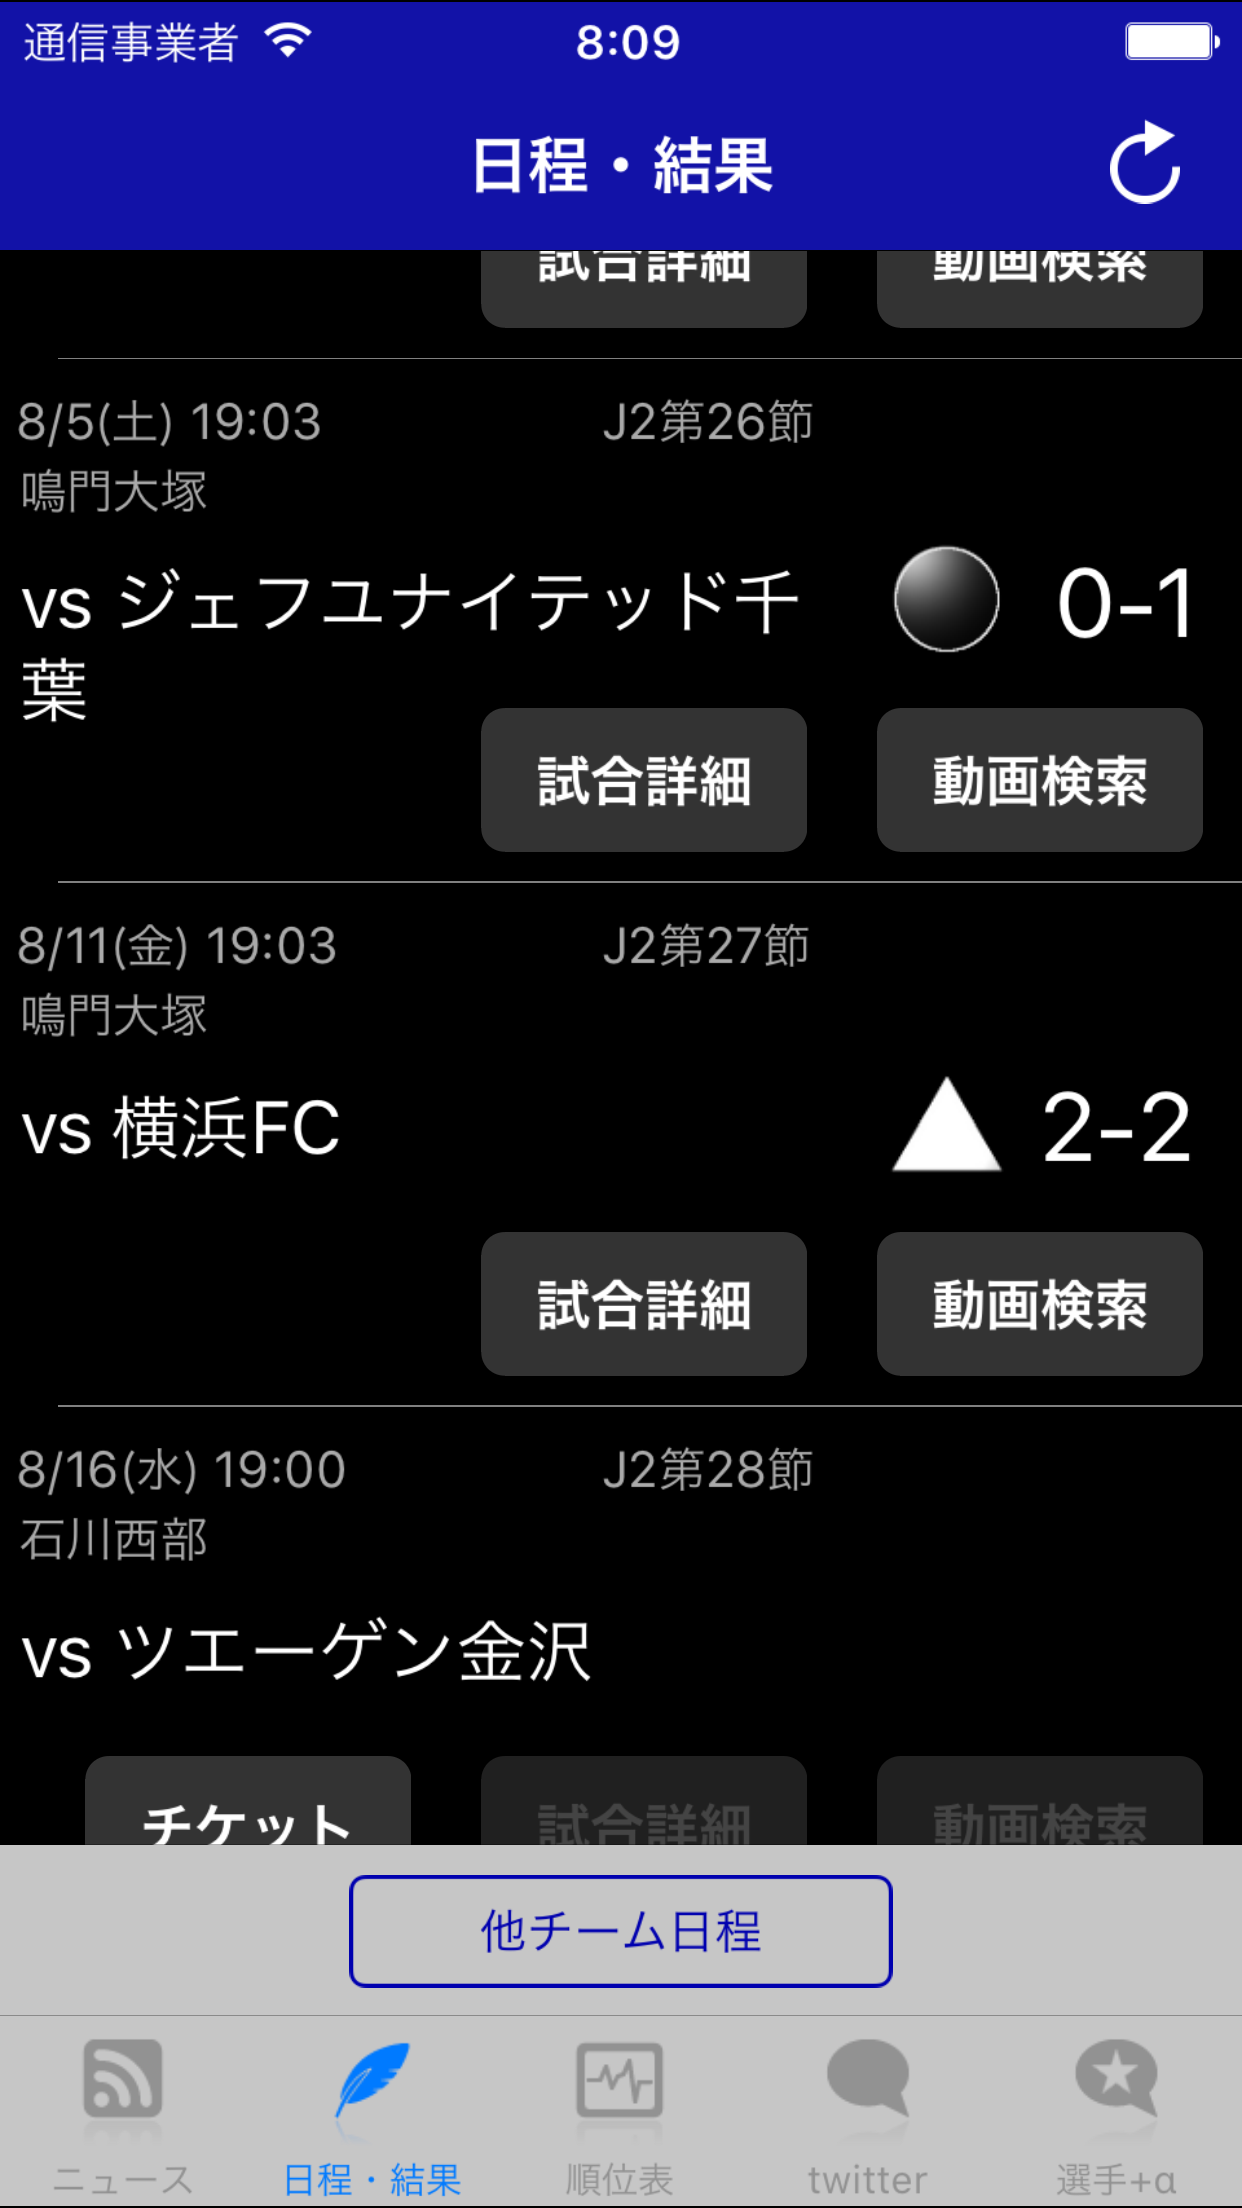 通信事業者 8:09
日程・結果
試合詳細 動画検索
8/5(土) 19:03 J2第26節
鳴門大塚
vs ジェフユナイテッド千
葉
0-1
試合詳細 動画検索
8/11(金) 19:03 J2第27節
鳴門大塚
vs 横浜FC 2-2
試合詳細 動画検索
8/16(水) 19:00 J2第28節
石川西部
vs ツエーゲン金沢
チケット 試合詳細 動画検索
他チーム日程
ニュース 日程・結果 順位表 twitter 選手+α